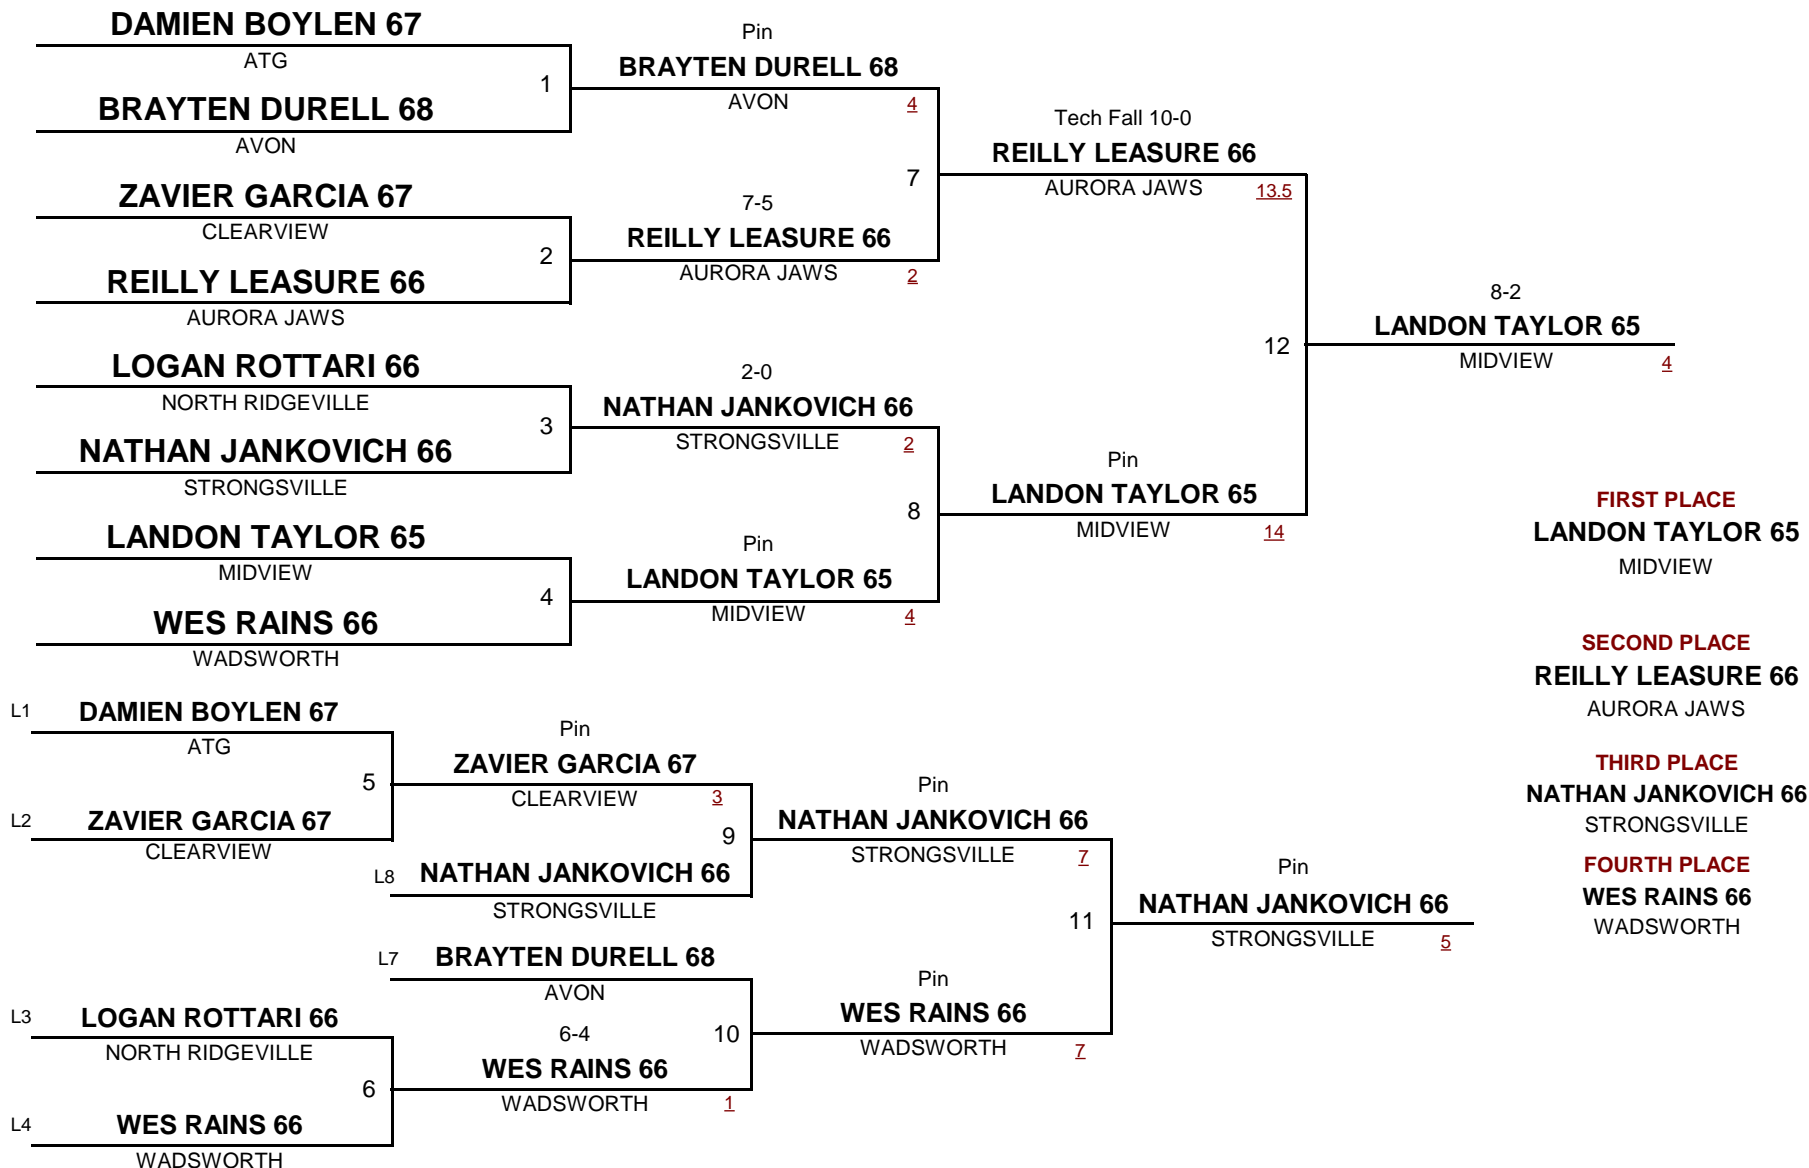 DAMIEN BOYLEN 67
ATG
1
BRAYTEN DURELL 68
AVON
ZAVIER GARCIA 67
CLEARVIEW
2
REILLY LEASURE 66
AURORA JAWS
LOGAN ROTTARI 66
NORTH RIDGEVILLE
3
NATHAN JANKOVICH 66
STRONGSVILLE
LANDON TAYLOR 65
MIDVIEW
4
WES RAINS 66
WADSWORTH
Pin
BRAYTEN DURELL 68
AVON 4
7
7-5
REILLY LEASURE 66
AURORA JAWS 2
2-0
NATHAN JANKOVICH 66
STRONGSVILLE 2
8
Pin
LANDON TAYLOR 65
MIDVIEW 4
Tech Fall 10-0
REILLY LEASURE 66
AURORA JAWS 13.5
12
Pin
LANDON TAYLOR 65
MIDVIEW 14
8-2
LANDON TAYLOR 65
MIDVIEW 4
FIRST PLACE
LANDON TAYLOR 65
MIDVIEW
SECOND PLACE
REILLY LEASURE 66
AURORA JAWS
THIRD PLACE
NATHAN JANKOVICH 66
STRONGSVILLE
FOURTH PLACE
WES RAINS 66
WADSWORTH
L1 DAMIEN BOYLEN 67
ATG
5
L2 ZAVIER GARCIA 67
CLEARVIEW
L3 LOGAN ROTTARI 66
NORTH RIDGEVILLE
6
L4 WES RAINS 66
WADSWORTH
Pin
ZAVIER GARCIA 67
CLEARVIEW 3
9
L8 NATHAN JANKOVICH 66
STRONGSVILLE
L7 BRAYTEN DURELL 68
AVON
10
6-4
WES RAINS 66
WADSWORTH 1
Pin
NATHAN JANKOVICH 66
STRONGSVILLE 7
11
Pin
WES RAINS 66
WADSWORTH 7
Pin
NATHAN JANKOVICH 66
STRONGSVILLE 5